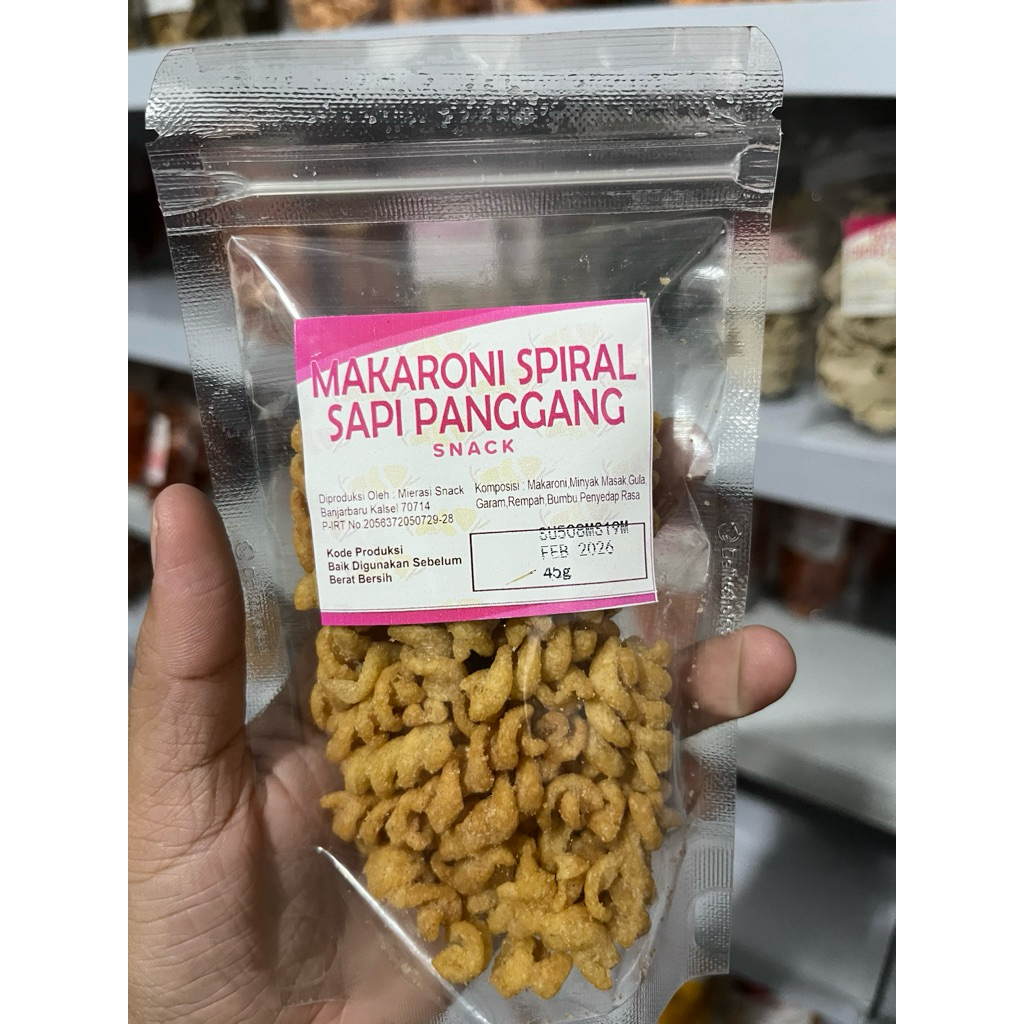 MAKARONI SPIRAL
SAPI PANGGANG
SNACK
Diproduksi Oleh : Mierasi Snack
Banjarbaru Kalsel 70714
P-IRT No.2056372050729-28
Komposisi : Makaroni,Minyak Masak,Gula,
Garam,Rempah,Bumbu,Penyedap Rasa
Kode Produksi
Baik Digunakan Sebelum
Berat Bersih
SU508MS19M
FEB 2026
45g